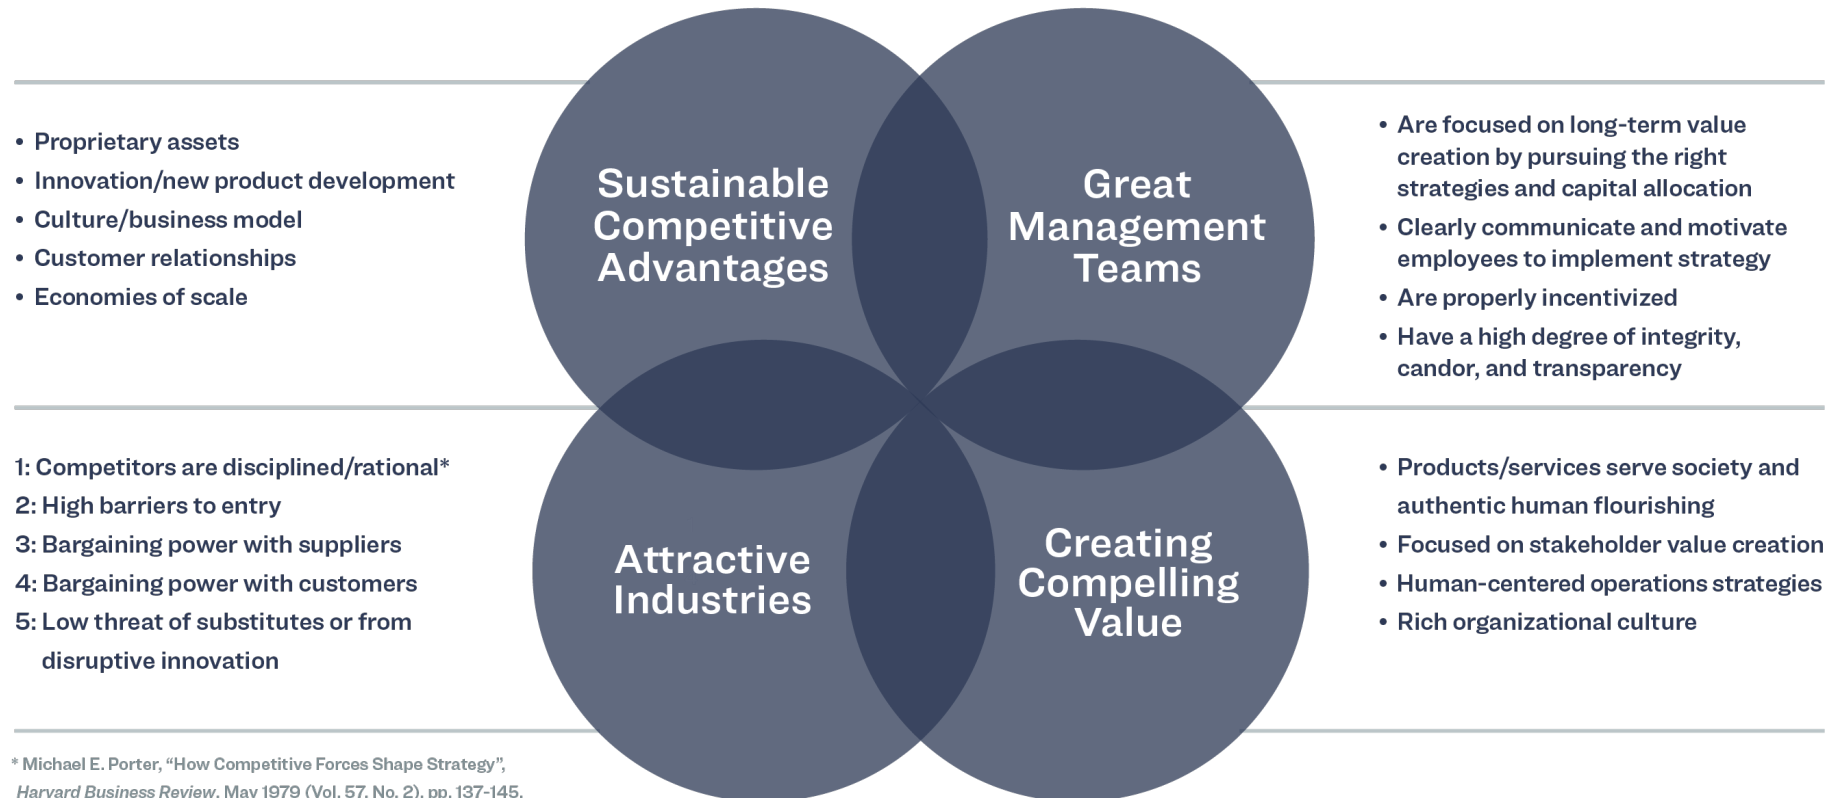 • Proprietary assets
• Innovation/new product development
• Culture/business model
• Customer relationships
• Economies of scale
Sustainable
Competitive
Advantages
Great
Management
Teams
• Are focused on long-term value
creation by pursuing the right
strategies and capital allocation
• Clearly communicate and motivate
employees to implement strategy
• Are properly incentivized
• Have a high degree of integrity,
candor, and transparency
1: Competitors are disciplined/rational*
2: High barriers to entry
3: Bargaining power with suppliers
4: Bargaining power with customers
5: Low threat of substitutes or from
disruptive innovation
Attractive
Industries
Creating
Compelling
Value
• Products/services serve society and
authentic human flourishing
• Focused on stakeholder value creation
• Human-centered operations strategies
• Rich organizational culture
* Michael E. Porter, “How Competitive Forces Shape Strategy”,
Harvard Business Review, May 1979 (Vol. 57, No. 2), pp. 137-145.